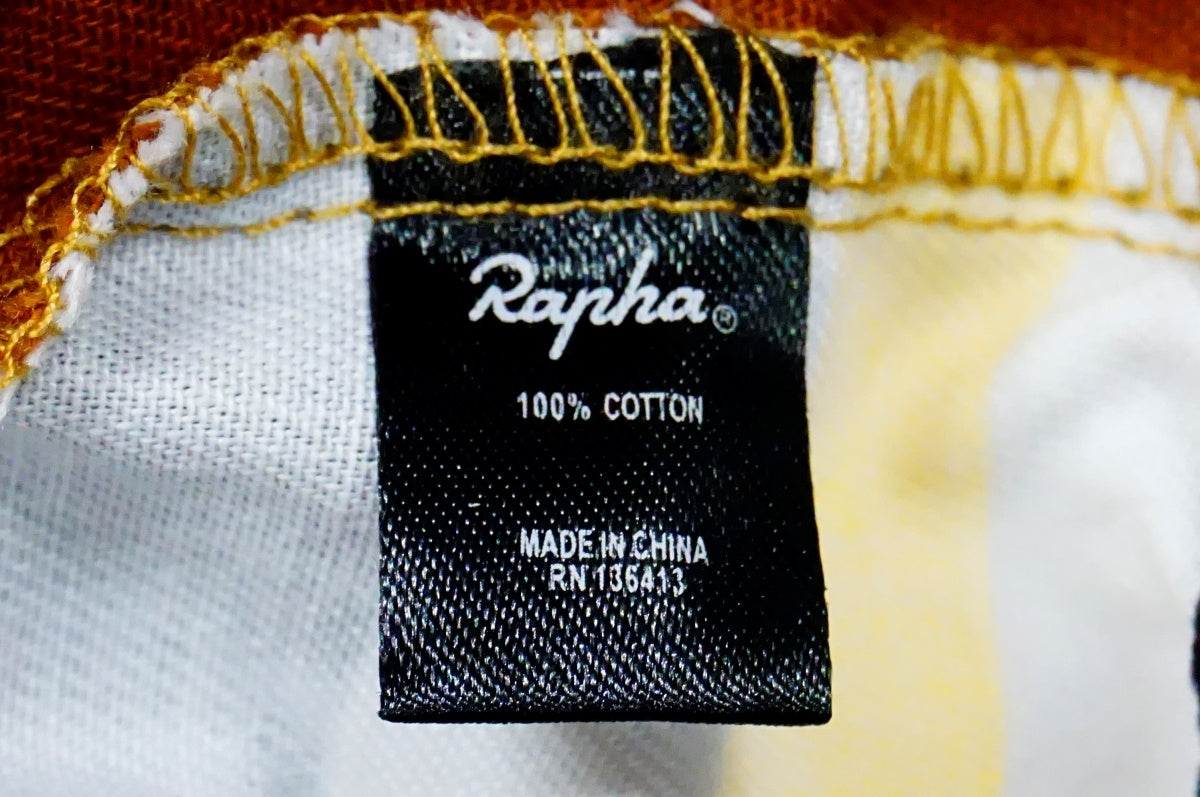 Rapha®
100% COTTON
MADE IN CHINA
RN 136413